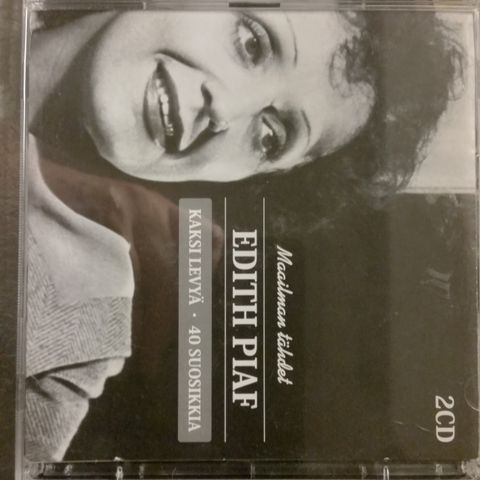 2CD
Maailman tähdet
EDITH PIAF
KAKSI LEVYÄ • 40 SUOSIKKIA